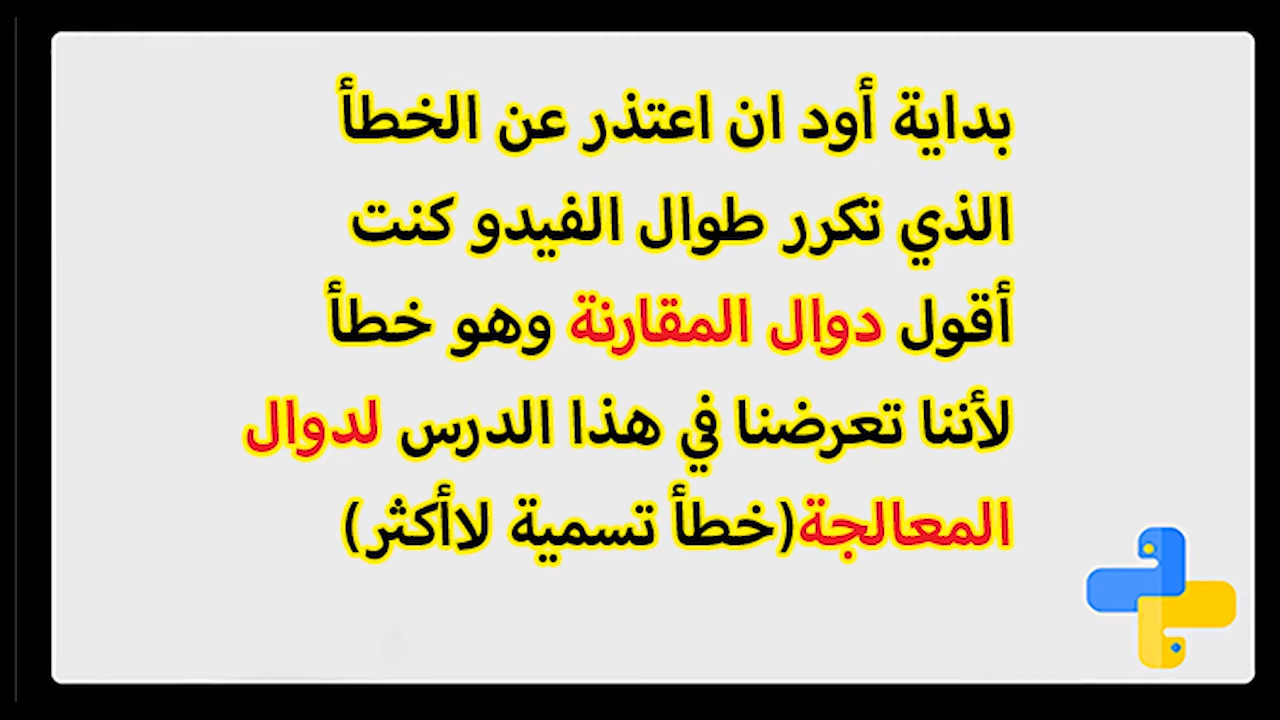 بداية أود ان اعتذر عن الخطأ
الذي تكرر طوال الفيدو كنت
أقول دوال المقارنة وهو خطأ
لأننا تعرضنا في هذا الدرس لدوال
المعالجة(خطأ تسمية لاأكثر)